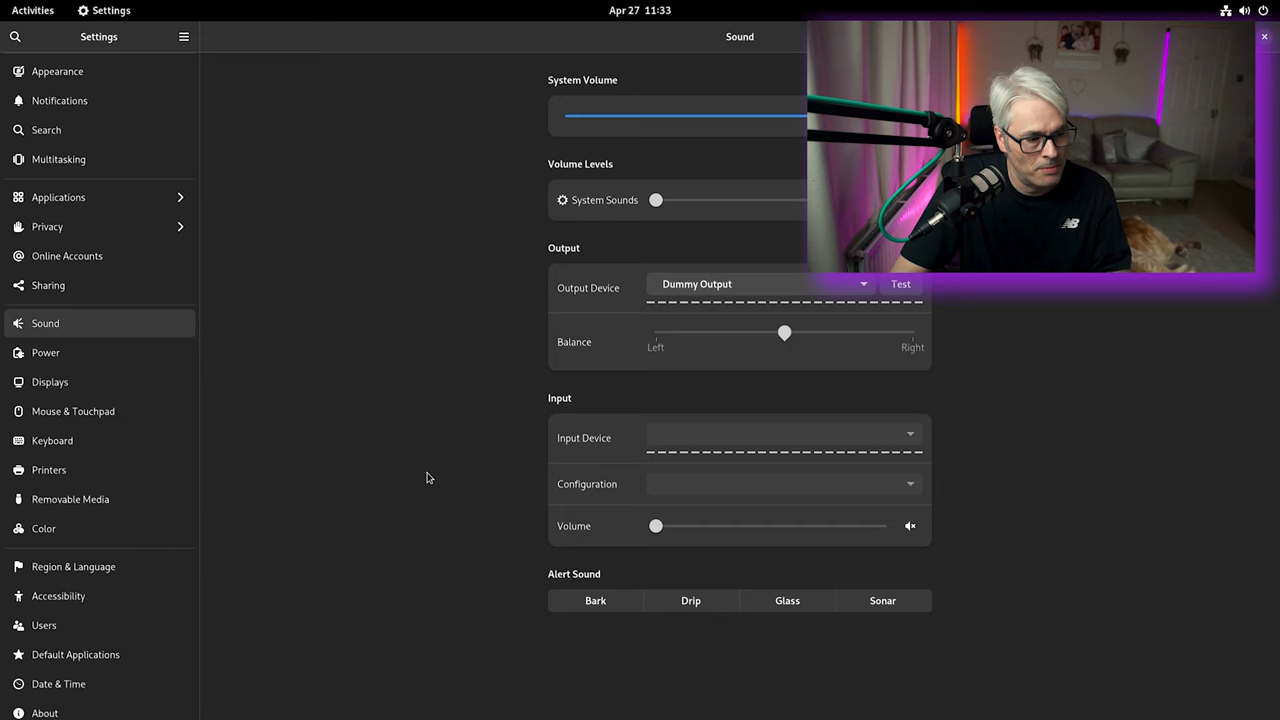 Activities
Settings
Apr 27 11:33
Settings
Sound
Appearance
Notifications
Search
Multitasking
Applications
Privacy
Online Accounts
Sharing
Sound
Power
Displays
Mouse & Touchpad
Keyboard
Printers
Removable Media
Color
Region & Language
Accessibility
Users
Default Applications
Date & Time
About
System Volume
Volume Levels
System Sounds
Output
Output Device
Dummy Output
Test
Balance
Left
Right
Input
Input Device
Configuration
Volume
Alert Sound
Bark
Drip
Glass
Sonar
NB